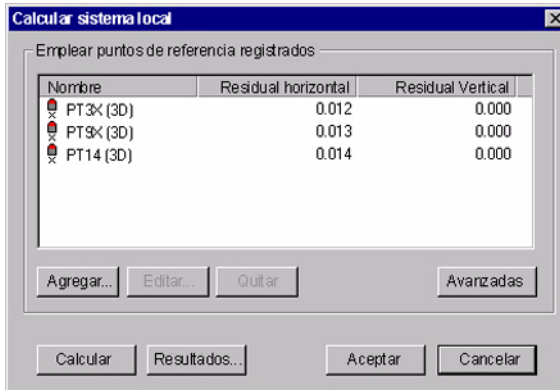 Calcular sistema local
Emplear puntos de referencia registrados
Nombre Residual horizontal Residual Vertical
PT3X (3D) 0.012 0.000
PT9X (3D) 0.013 0.000
PT14 (3D) 0.014 0.000
Agregar... Editar... Quitar Avanzadas
Calcular Resultados... Aceptar Cancelar